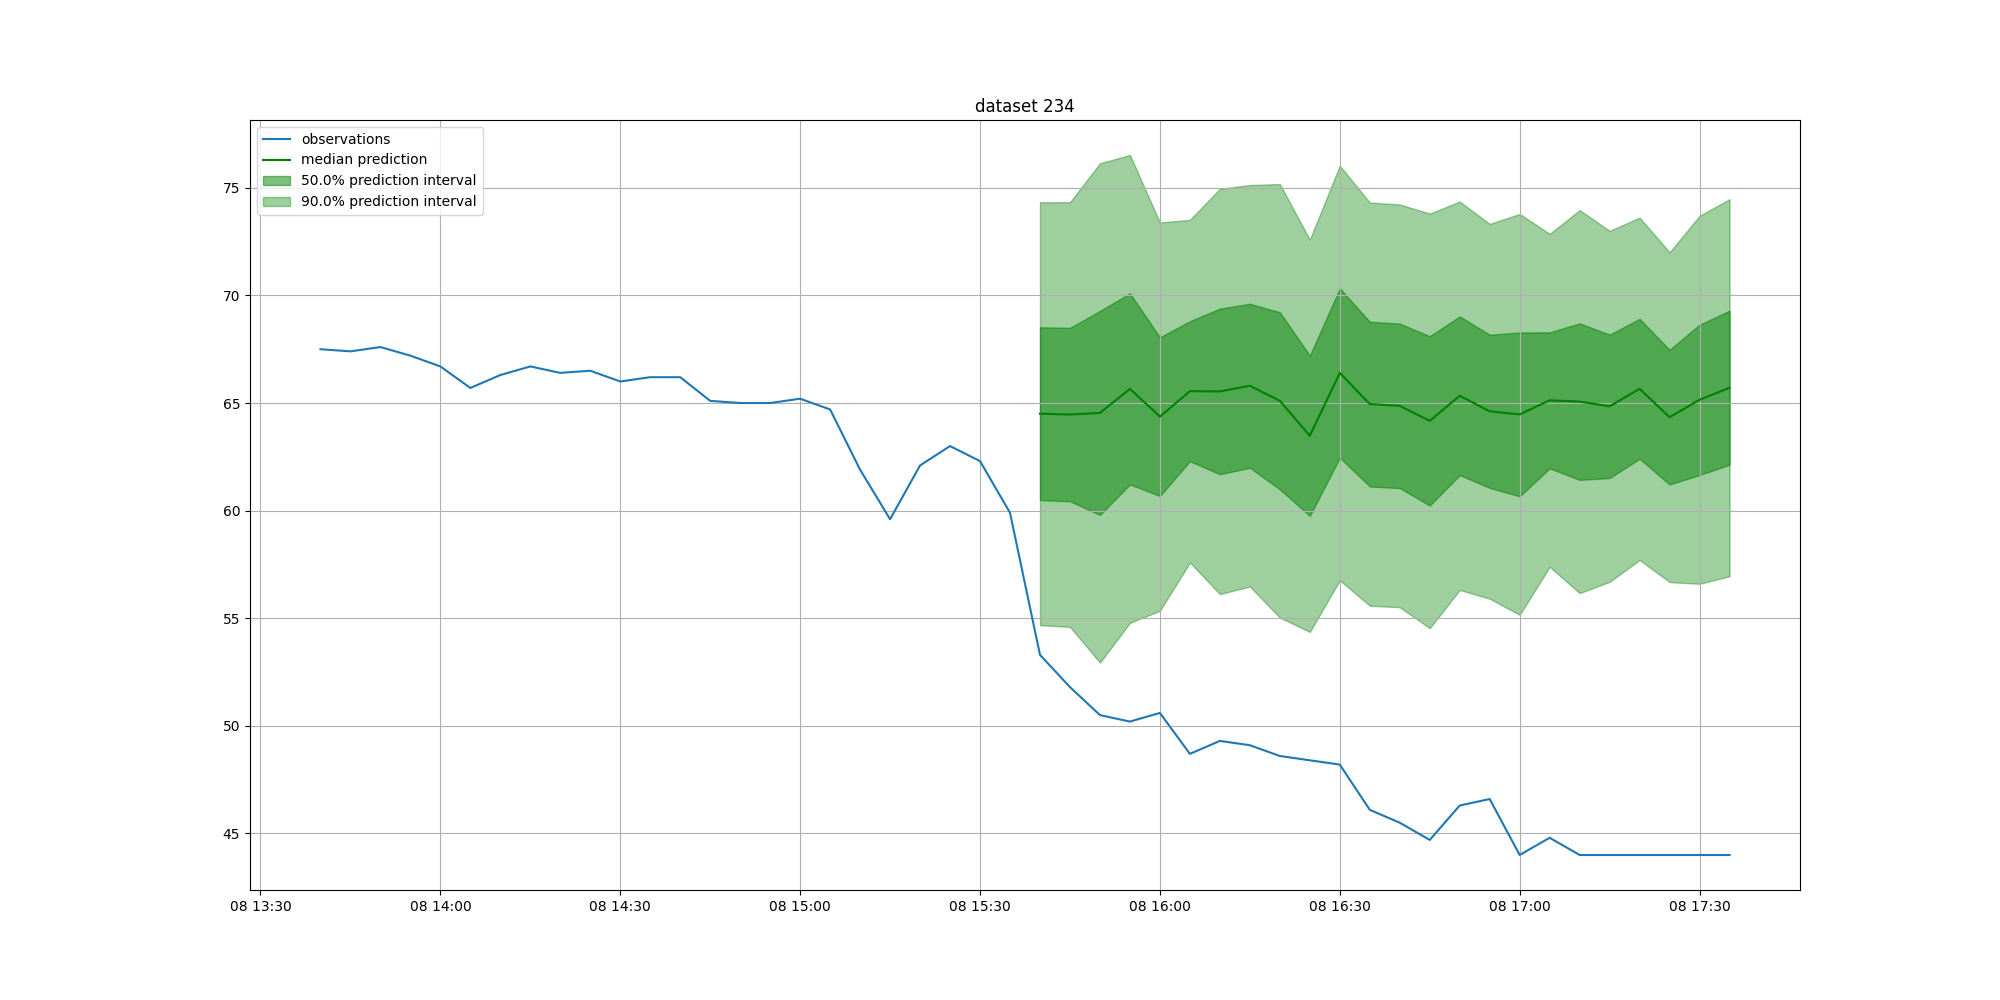 dataset 234
observations
median prediction
50.0% prediction interval
90.0% prediction interval
75
70
65
60
55
50
45
08 13:30 08 14:00 08 14:30 08 15:00 08 15:30 08 16:00 08 16:30 08 17:00 08 17:30